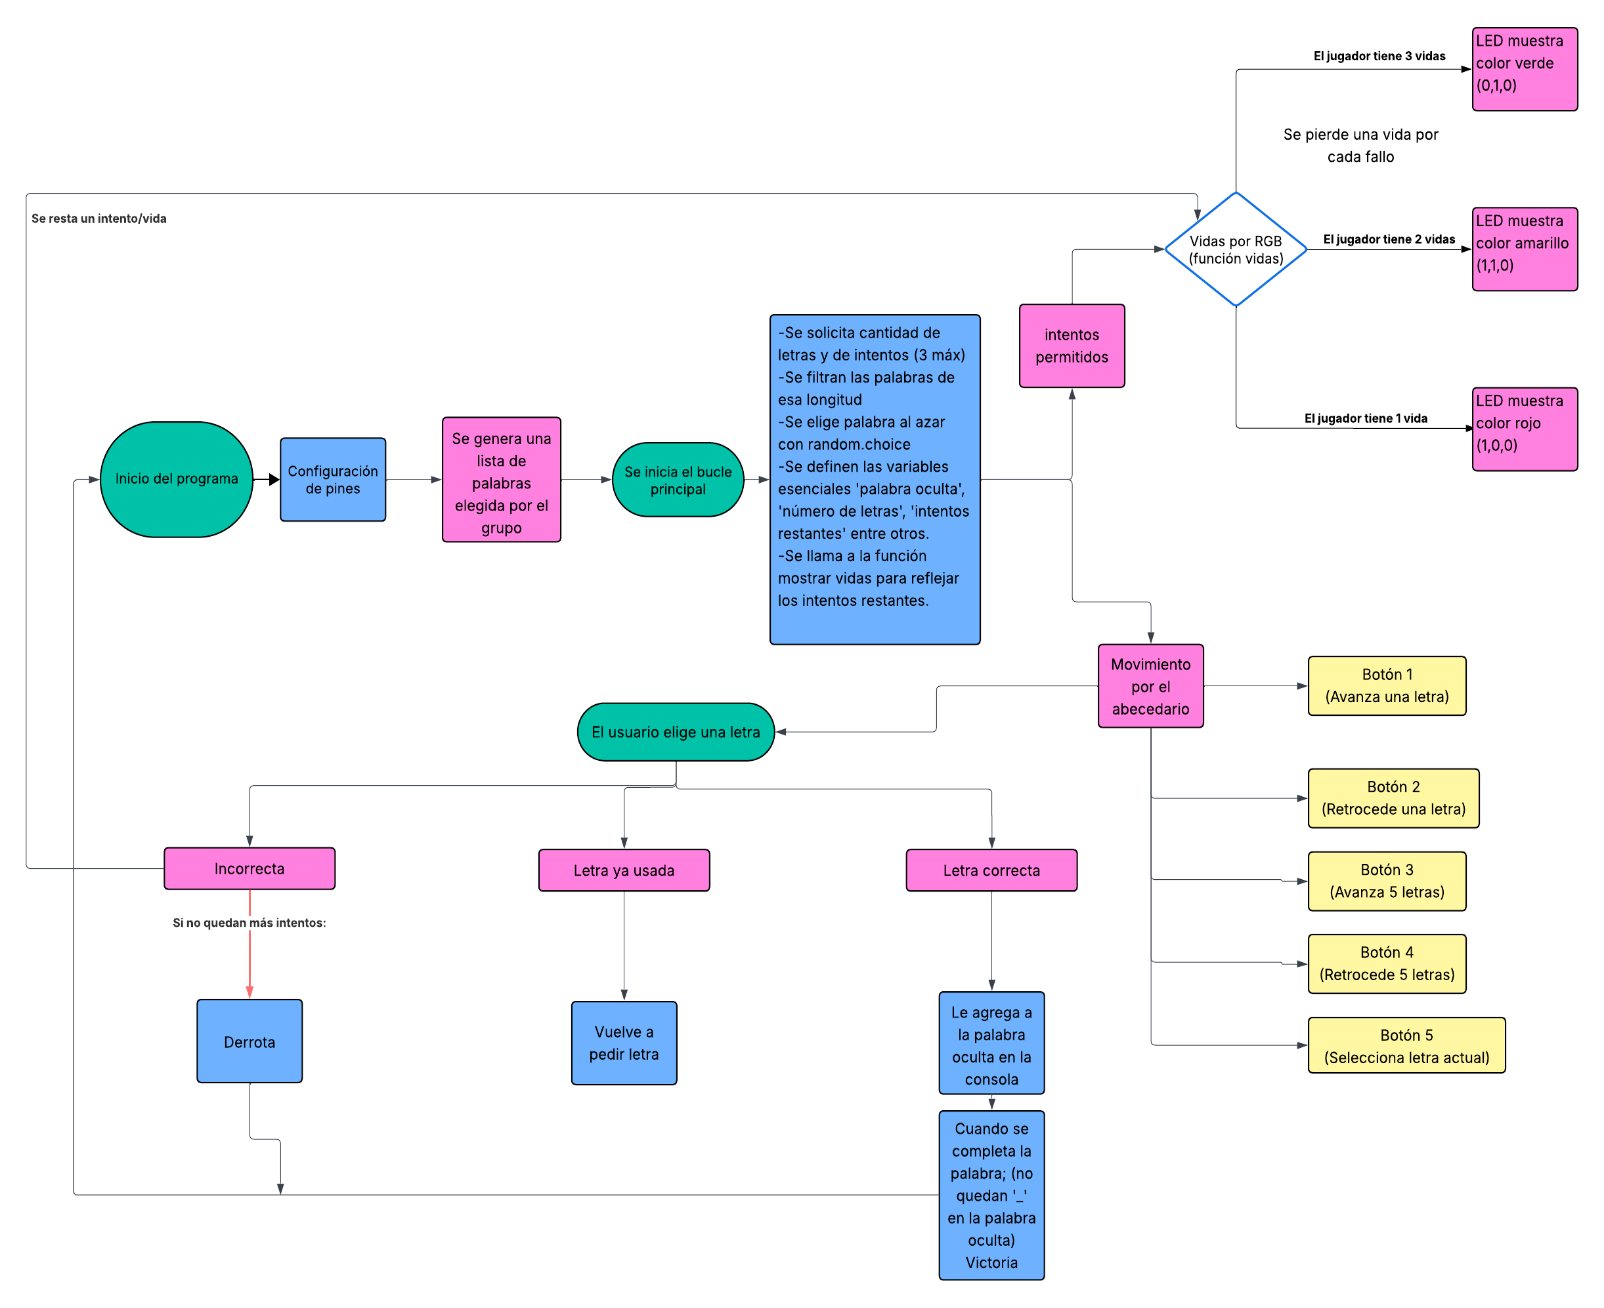 El jugador tiene 3 vidas
LED muestra
color verde
(0,1,0)
Se pierde una vida por
cada fallo
Se resta un intento/vida
Vidas por RGB
(función vidas)
El jugador tiene 2 vidas
LED muestra
color amarillo
(1,1,0)
intentos
permitidos
El jugador tiene 1 vida
LED muestra
color rojo
(1,0,0)
Inicio del programa
Configuración
de pines
Se genera una
lista de
palabras
elegida por el
grupo
Se inicia el bucle
principal
-Se solicita cantidad de
letras y de intentos (3 máx)
-Se filtran las palabras de
esa longitud
-Se elige palabra al azar
con random.choice
-Se definen las variables
esenciales 'palabra oculta',
'número de letras', 'intentos
restantes' entre otros.
-Se llama a la función
mostrar vidas para reflejar
los intentos restantes.
Movimiento
por el
abecedario
Botón 1
(Avanza una letra)
Botón 2
(Retrocede una letra)
Botón 3
(Avanza 5 letras)
Botón 4
(Retrocede 5 letras)
Botón 5
(Selecciona letra actual)
El usuario elige una letra
Incorrecta
Letra ya usada
Letra correcta
Si no quedan más intentos:
Derrota
Vuelve a
pedir letra
Le agrega a
la palabra
oculta en la
consola
Cuando se
completa la
palabra; (no
quedan '_'
en la palabra
oculta)
Victoria